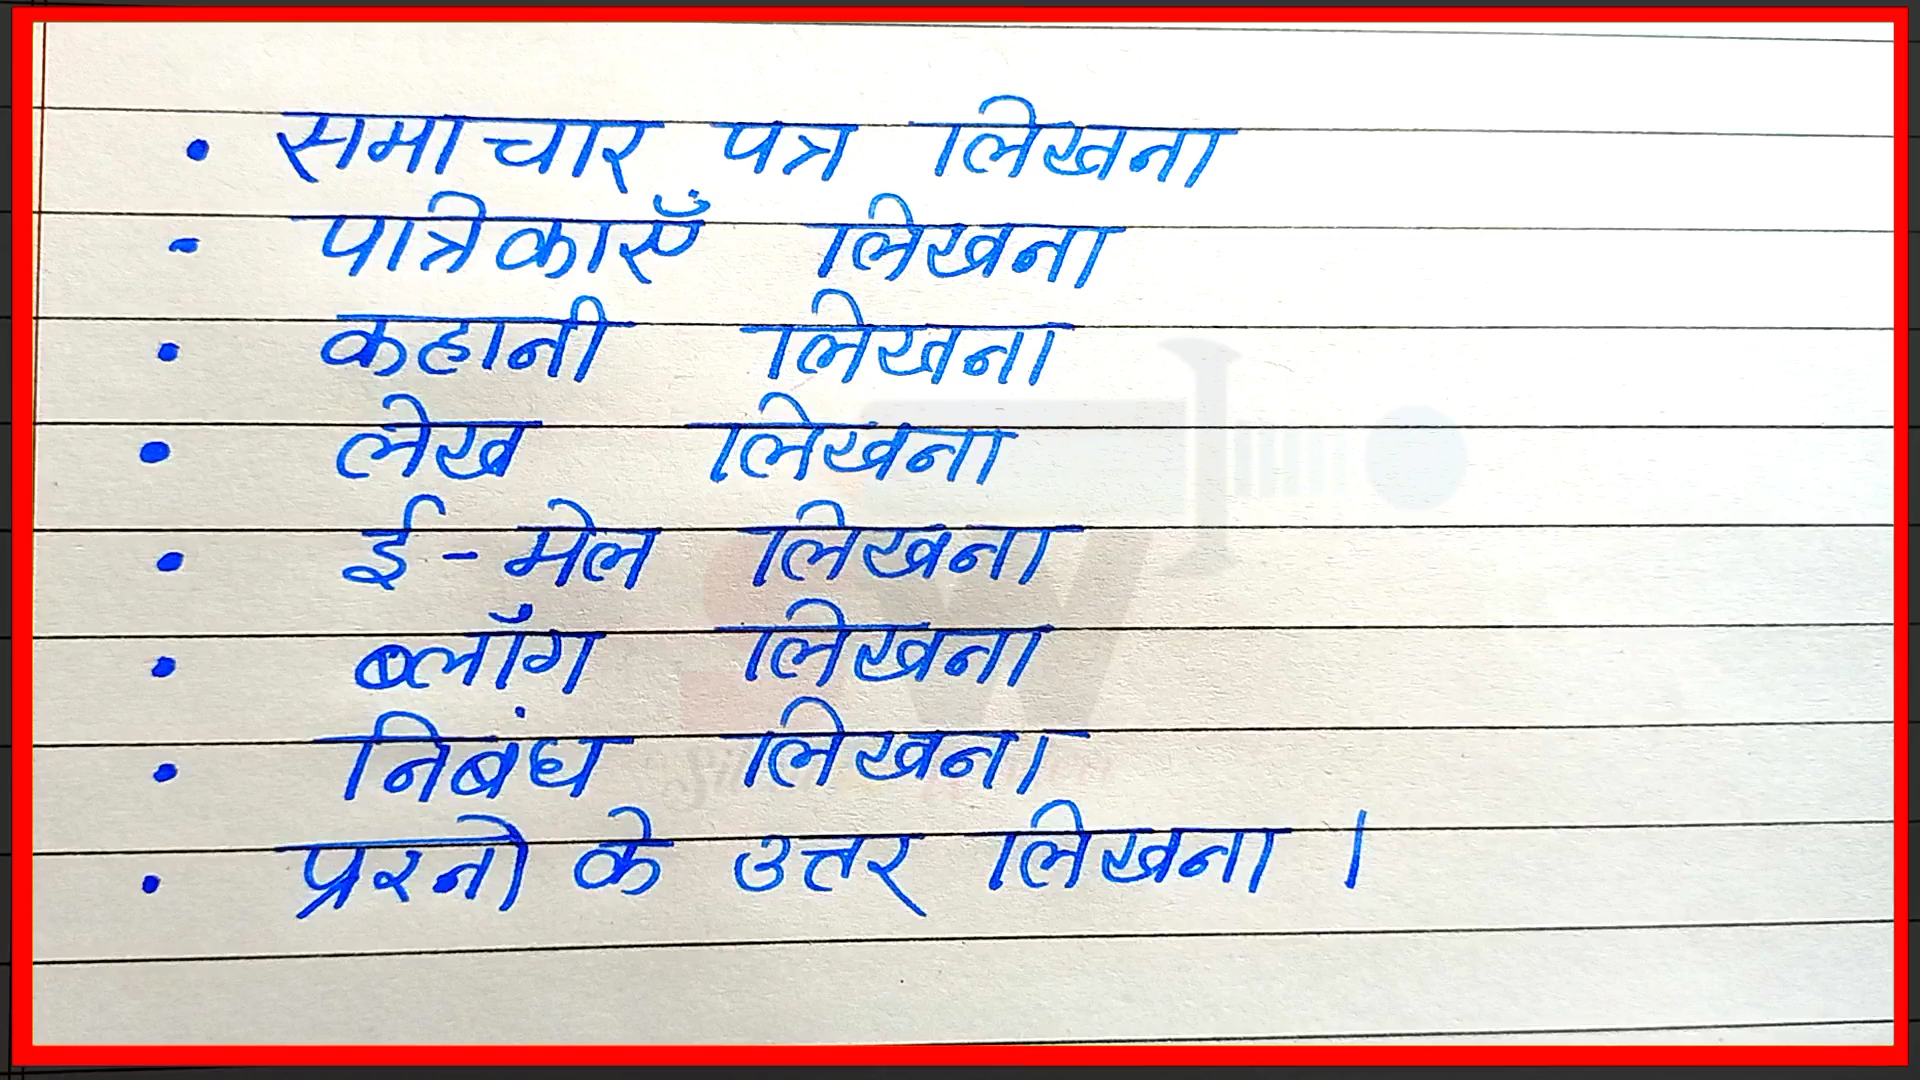 • समाचार पत्र लिखना
- पत्रिकाएँ लिखना
• कहानी लिखना
• लेख लिखना
• ई-मेल लिखना
• ब्लॉग लिखना
• निबंध लिखना
• प्रश्नो के उत्तर लिखना ।